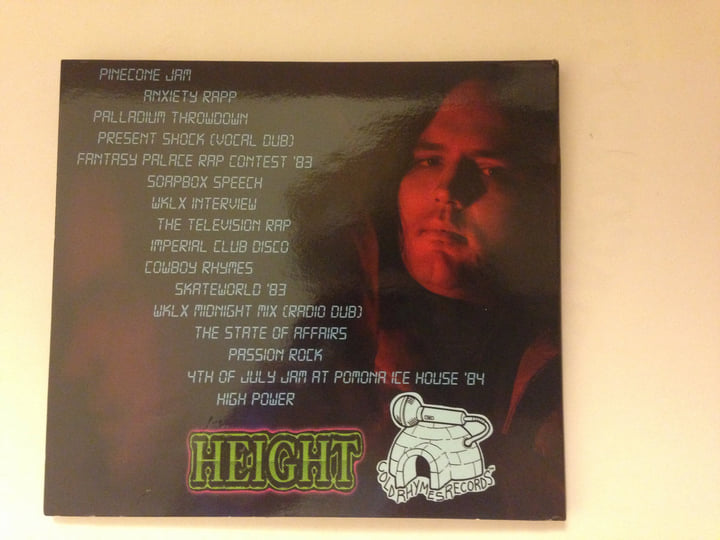 PINECONE JAM
ANXIETY RAPP
PALLADIUM THROWDOWN
PRESENT SHOCK (VOCAL DUB)
FANTASY PALACE RAP CONTEST '83
SOAPBOX SPEECH
WKLX INTERVIEW
THE TELEVISION RAP
IMPERIAL CLUB DISCO
COWBOY RHYMES
SKATEWORLD '83
WKLX MIDNIGHT MIX (RADIO DUB)
THE STATE OF AFFAIRS
PASSION ROCK
4TH OF JULY JAM AT POMONA ICE HOUSE '84
HIGH POWER
HEIGHT
COLD RHYMES RECORDS